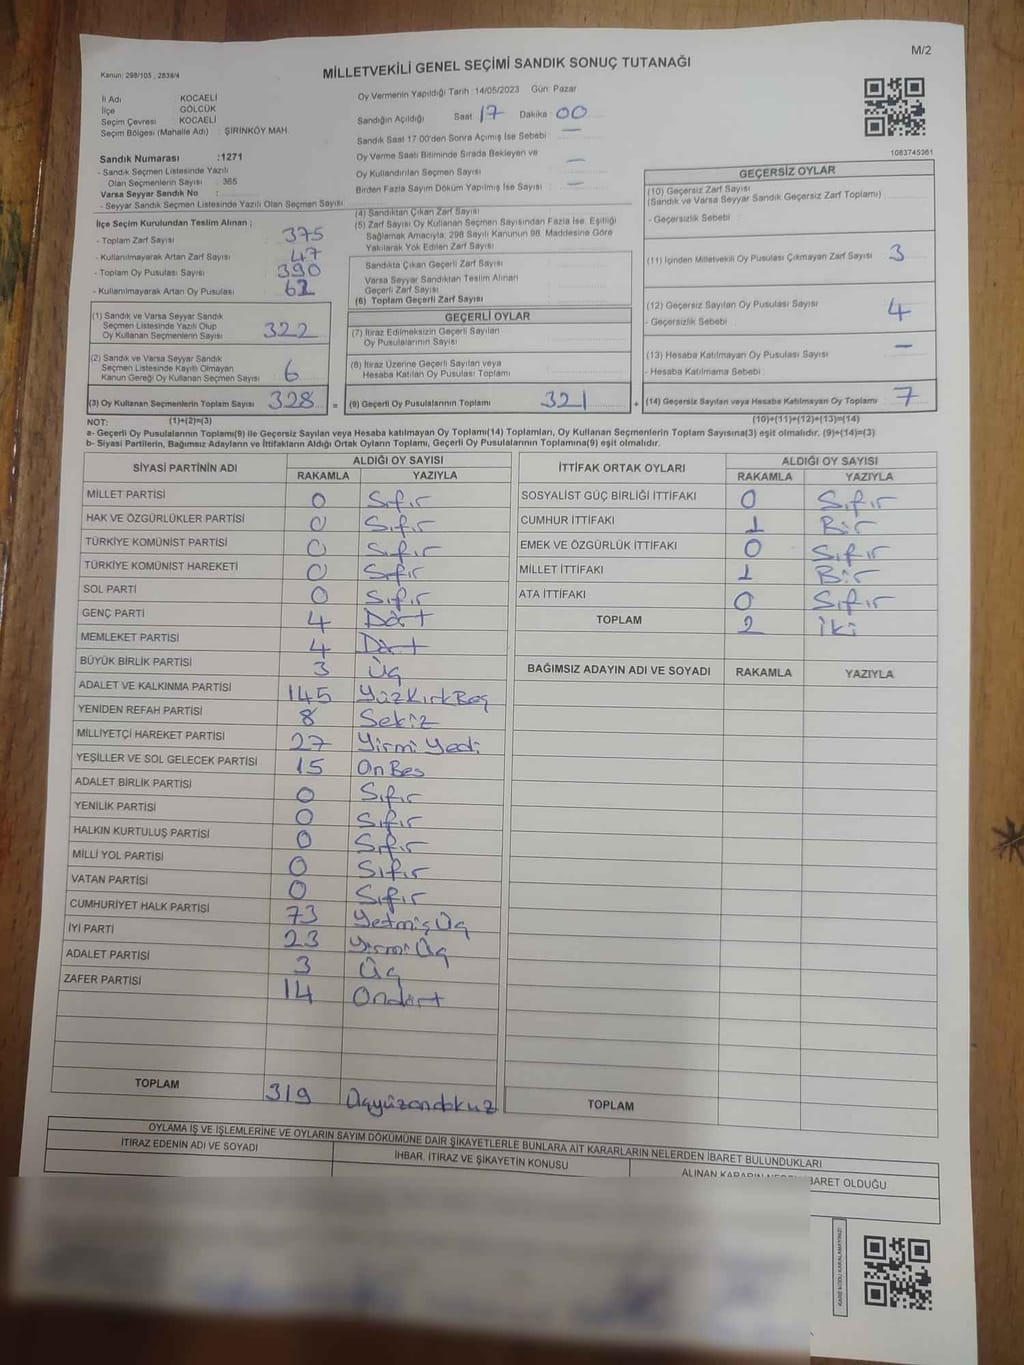 M/2
Kanun: 298/105 , 2839/4
MİLLETVEKİLİ GENEL SEÇİMİ SANDIK SONUÇ TUTANAĞI
İl Adı KOCAELİ
İlçe GÖLCÜK
Seçim Çevresi KOCAELİ
Seçim Bölgesi (Mahalle Adı) : ŞİRİNKÖY MAH.
Oy Vermenin Yapıldığı Tarih :14/05/2023 Gün: Pazar
Sandığın Açıldığı Saat 17 Dakika 00
Sandık Saat 17:00'den Sonra Açımış İse Sebebi —
Oy Verme Saati Bitiminde Sırada Bekleyen ve
Oy Kullandırılan Seçmen Sayısı —
Birden Fazla Sayım Döküm Yapılmış İse Sayısı —
1083745361
Sandık Numarası :1271
- Sandık Seçmen Listesinde Yazılı
Olan Seçmenlerin Sayısı : 365
Varsa Seyyar Sandık No :
- Seyyar Sandık Seçmen Listesinde Yazılı Olan Seçmen Sayısı
İlçe Seçim Kurulundan Teslim Alınan ;
- Toplam Zarf Sayısı 375
- Kullanılmayarak Artan Zarf Sayısı 47
- Toplam Oy Pusulası Sayısı 390
- Kullanılmayarak Artan Oy Pusulası 62
(1) Sandık ve Varsa Seyyar Sandık
Seçmen Listesinde Yazılı Olup
Oy Kullanan Seçmenlerin Sayısı 322
(2) Sandık ve Varsa Seyyar Sandık
Seçmen Listesinde Kayıtlı Olmayan
Kanun Gereği Oy Kullanan Seçmen Sayısı 6
(3) Oy Kullanan Seçmenlerin Toplam Sayısı 328 =
(4) Sandıktan Çıkan Zarf Sayısı
(5) Zarf Sayısı Oy Kullanan Seçmen Sayısından Fazla İse, Eşitliği
Sağlamak Amacıyla; 298 Sayılı Kanunun 98. Maddesine Göre
Yakılarak Yok Edilen Zarf Sayısı
Sandıkta Çıkan Geçerli Zarf Sayısı
Varsa Seyyar Sandıktan Teslim Alınan
Geçerli Zarf Sayısı
(6) Toplam Geçerli Zarf Sayısı
GEÇERLİ OYLAR
(7) İtiraz Edilmeksizin Geçerli Sayılan
Oy Pusulalarının Sayısı
(8) İtiraz Üzerine Geçerli Sayılan veya
Hesaba Katılan Oy Pusulası Toplamı
(9) Geçerli Oy Pusulalarının Toplamı 321 +
GEÇERSİZ OYLAR
(10) Geçersiz Zarf Sayısı
(Sandık ve Varsa Seyyar Sandık Geçersiz Zarf Toplamı)
- Geçersizlik Sebebi
(11) İçinden Milletvekili Oy Pusulası Çıkmayan Zarf Sayısı 3
(12) Geçersiz Sayılan Oy Pusulası Sayısı 4
- Geçersizlik Sebebi
(13) Hesaba Katılmayan Oy Pusulası Sayısı —
- Hesaba Katılmama Sebebi
(14) Geçersiz Sayılan veya Hesaba Katılmayan Oy Toplamı 7
NOT: (1)+(2)=(3) (10)+(11)+(12)+(13)=(14)
a- Geçerli Oy Pusulalarının Toplamı(9) ile Geçersiz Sayılan veya Hesaba katılmayan Oy Toplamı(14) Toplamları, Oy Kullanan Seçmenlerin Toplam Sayısına(3) eşit olmalıdır. (9)+(14)=(3)
b- Siyasi Partilerin, Bağımsız Adayların ve İttifakların Aldığı Ortak Oyların Toplamı, Geçerli Oy Pusulalarının Toplamına(9) eşit olmalıdır.
SİYASİ PARTİNİN ADI ALDIĞI OY SAYISI
RAKAMLA YAZIYLA
MİLLET PARTİSİ 0 Sıfır
HAK VE ÖZGÜRLÜKLER PARTİSİ 0 Sıfır
TÜRKİYE KOMÜNİST PARTİSİ 0 Sıfır
TÜRKİYE KOMÜNİST HAREKETİ 0 Sıfır
SOL PARTİ 0 Sıfır
GENÇ PARTİ 4 Dört
MEMLEKET PARTİSİ 4 Dört
BÜYÜK BİRLİK PARTİSİ 3 Üç
ADALET VE KALKINMA PARTİSİ 145 YüzKırkBeş
YENİDEN REFAH PARTİSİ 8 Sekiz
MİLLİYETÇİ HAREKET PARTİSİ 27 Yirmi Yedi
YEŞİLLER VE SOL GELECEK PARTİSİ 15 OnBeş
ADALET BİRLİK PARTİSİ 0 Sıfır
YENİLİK PARTİSİ 0 Sıfır
HALKIN KURTULUŞ PARTİSİ 0 Sıfır
MİLLİ YOL PARTİSİ 0 Sıfır
VATAN PARTİSİ 0 Sıfır
CUMHURİYET HALK PARTİSİ 73 YetmişÜç
İYİ PARTİ 23 YirmiÜç
ADALET PARTİSİ 3 Üç
ZAFER PARTİSİ 14 Ondört
TOPLAM 319 Üçyüzondokuz
İTTİFAK ORTAK OYLARI ALDIĞI OY SAYISI
RAKAMLA YAZIYLA
SOSYALİST GÜÇ BİRLİĞİ İTTİFAKI 0 Sıfır
CUMHUR İTTİFAKI 1 Bir
EMEK VE ÖZGÜRLÜK İTTİFAKI 0 Sıfır
MİLLET İTTİFAKI 1 Bir
ATA İTTİFAKI 0 Sıfır
TOPLAM 2 İki
BAĞIMSIZ ADAYIN ADI VE SOYADI RAKAMLA YAZIYLA
TOPLAM
OYLAMA İŞ VE İŞLEMLERİNE VE OYLARIN SAYIM DÖKÜMÜNE DAİR ŞİKAYETLERLE BUNLARA AİT KARARLARIN NELERDEN İBARET BULUNDUKLARI
İTİRAZ EDENİN ADI VE SOYADI İHBAR, İTİRAZ VE ŞİKAYETİN KONUSU ALINAN KARARIN İBARET OLDUĞU
KARE KODU KARALAMAYINIZ!